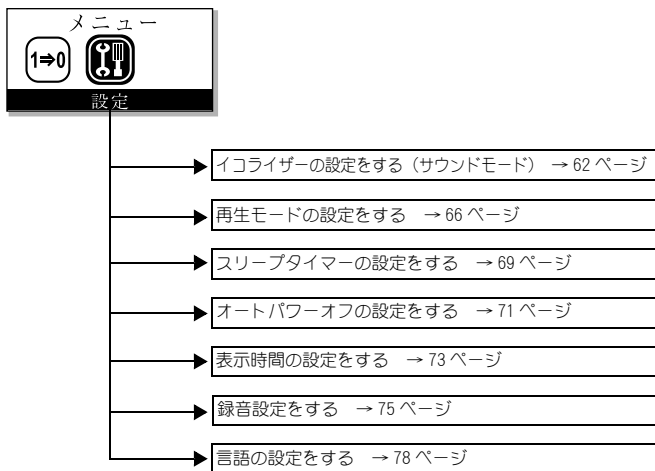 メニュー
1⇒0
設定
イコライザーの設定をする（サウンドモード） → 62 ページ
再生モードの設定をする → 66 ページ
スリープタイマーの設定をする → 69 ページ
オートパワーオフの設定をする → 71 ページ
表示時間の設定をする → 73 ページ
録音設定をする → 75 ページ
言語の設定をする → 78 ページ